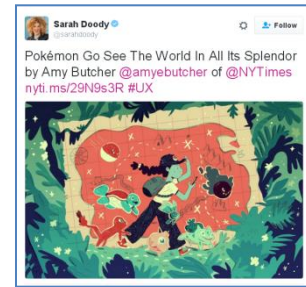 Sarah Doody
@sarahdoody
Follow
Pokémon Go See The World In All Its Splendor
by Amy Butcher @amyebutcher of @NYTimes
nyti.ms/29N9s3R #UX